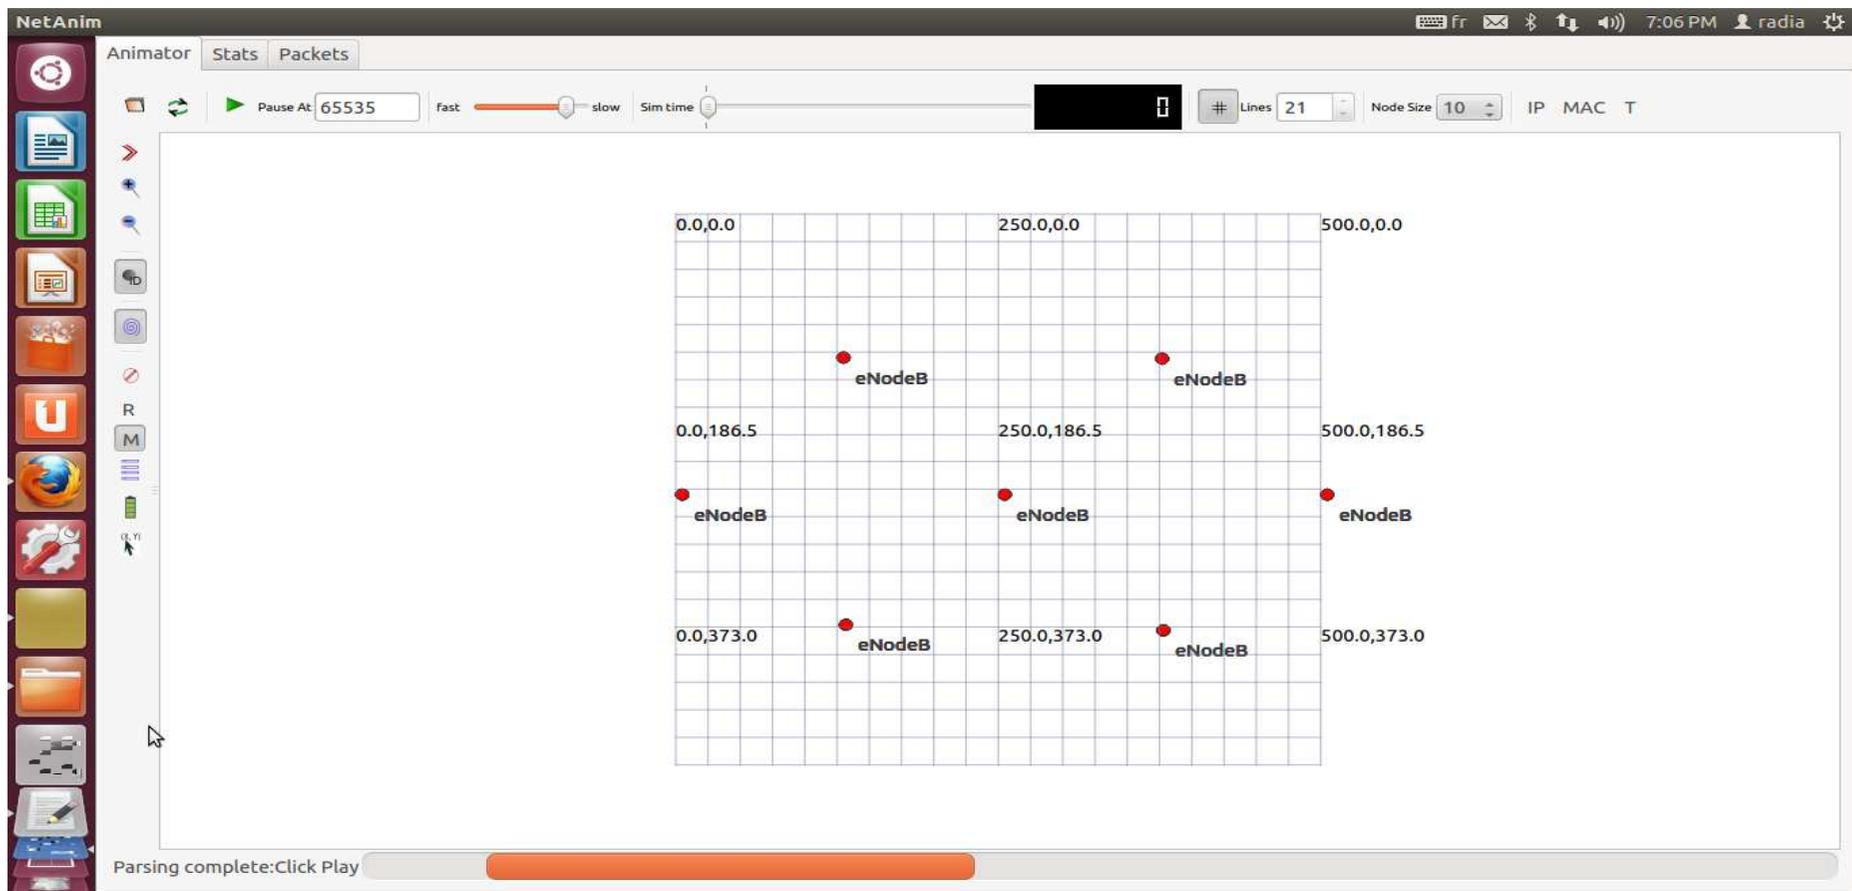 NetAnim fr 7:06 PM radia
Animator Stats Packets
Pause At 65535 fast slow Sim time 0 # Lines 21 Node Size 10 IP MAC T
ID
R
M
0.0,0.0 250.0,0.0 500.0,0.0
eNodeB eNodeB
0.0,186.5 250.0,186.5 500.0,186.5
eNodeB eNodeB eNodeB
0.0,373.0 250.0,373.0 500.0,373.0
eNodeB eNodeB
Parsing complete:Click Play